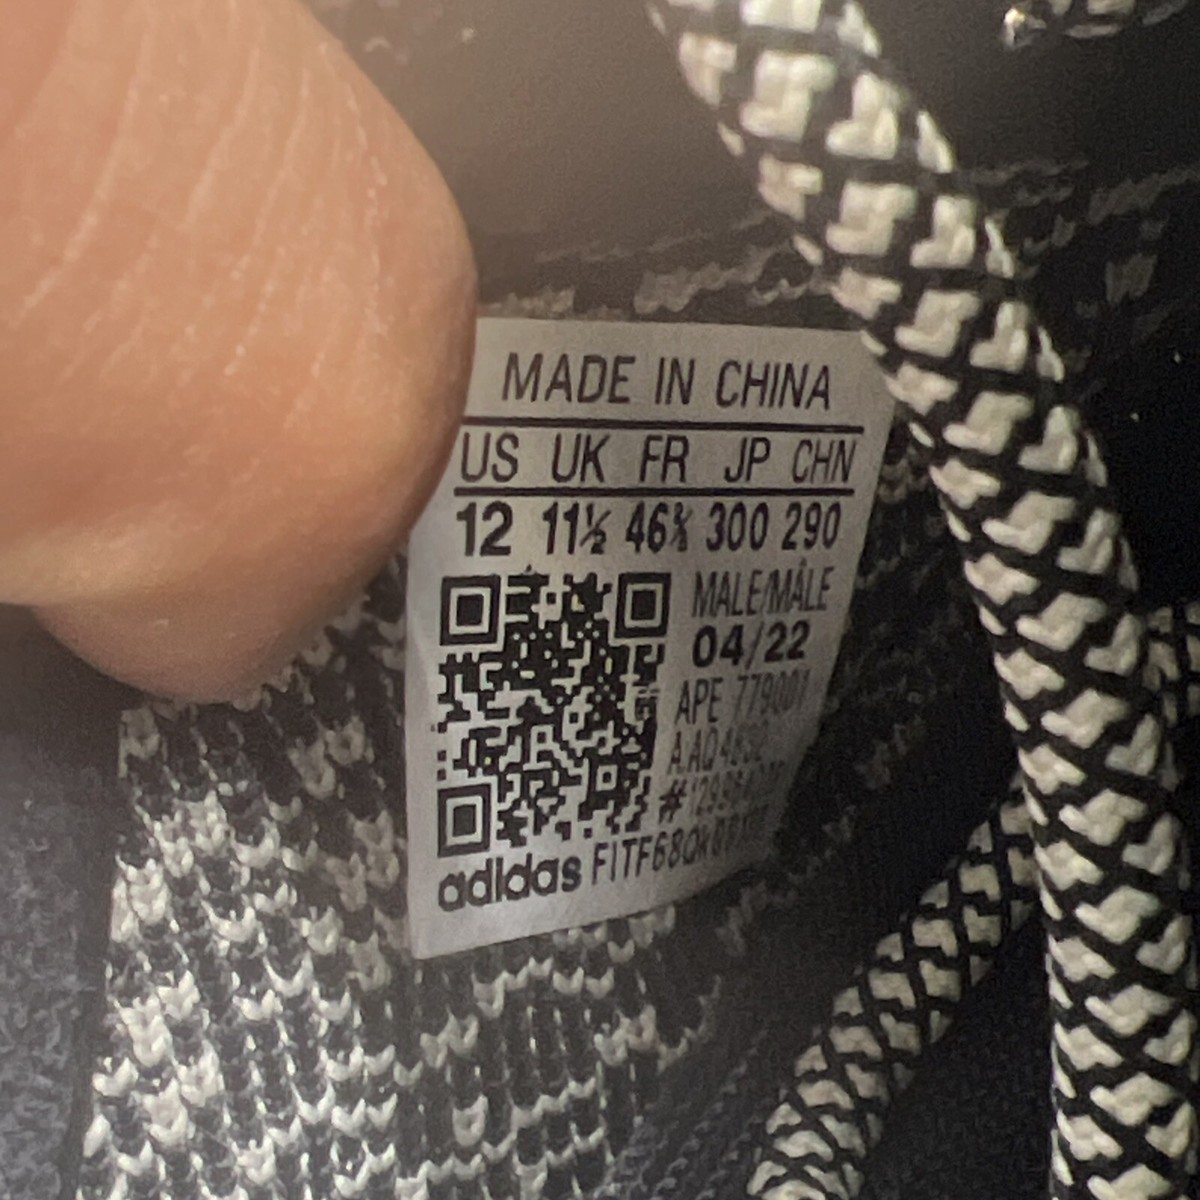 MADE IN CHINA
US UK FR JP CHN
12 11½ 46⅔ 300 290
MALE/MÂLE
04/22
APE 779001
adidas